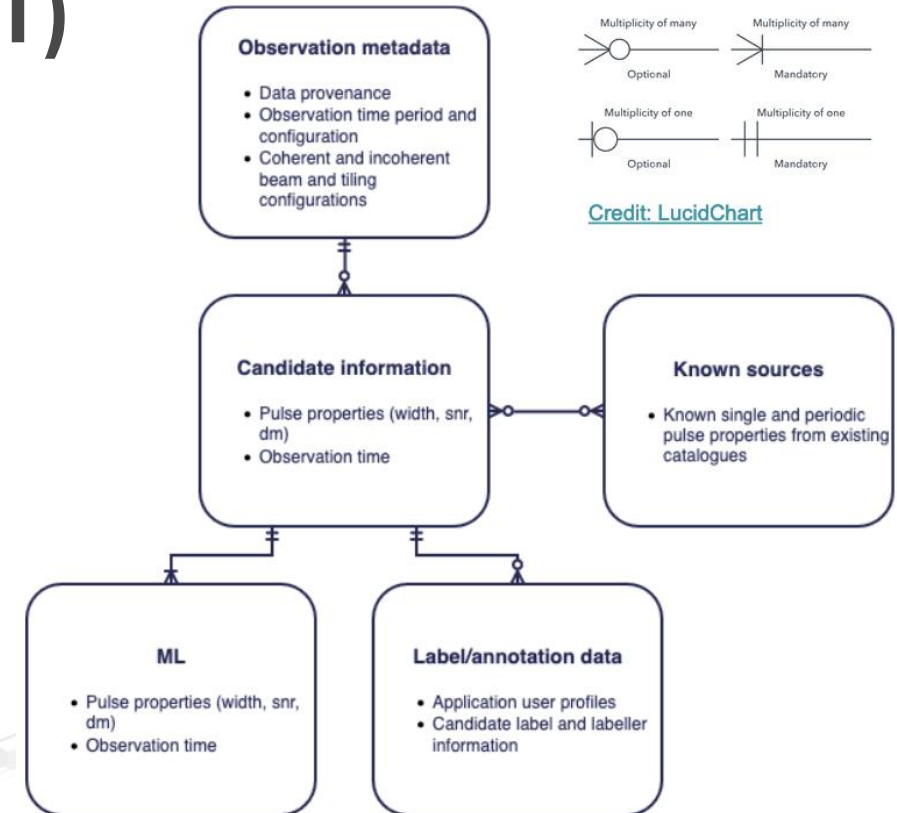 Observation metadata
• Data provenance
• Observation time period and
configuration
• Coherent and incoherent
beam and tiling
configurations
Multiplicity of many
Optional
Multiplicity of many
Mandatory
Multiplicity of one
Optional
Multiplicity of one
Mandatory
Credit: LucidChart
Candidate information
• Pulse properties (width, snr,
dm)
• Observation time
Known sources
• Known single and periodic
pulse properties from existing
catalogues
ML
• Pulse properties (width, snr,
dm)
• Observation time
Label/annotation data
• Application user profiles
• Candidate label and labeller
information